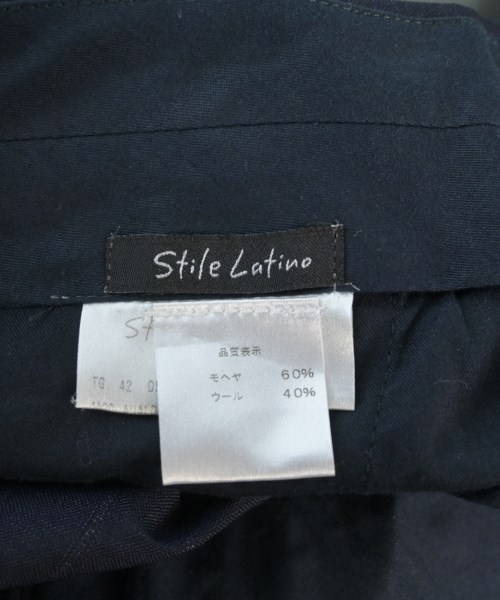 Stile Latino
St
品質表示
モヘヤ 60%
ウール 40%
TG 42